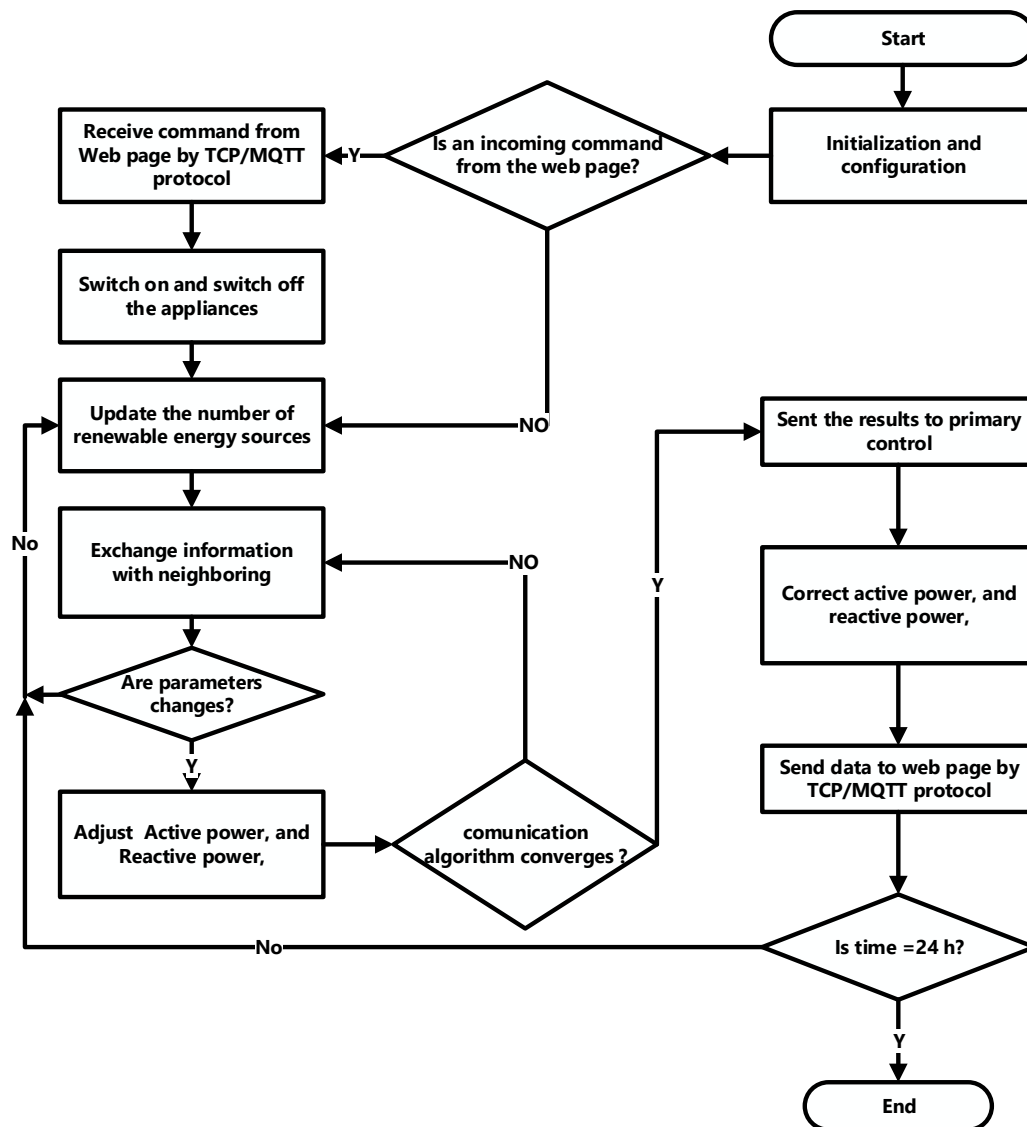 Start
Initialization and
configuration
Is an incoming command
from the web page?
Y
Receive command from
Web page by TCP/MQTT
protocol
Switch on and switch off
the appliances
NO
Update the number of
renewable energy sources
Exchange information
with neighboring
No
NO
Are parameters
changes?
Y
Adjust Active power, and
Reactive power,
comunication
algorithm converges ?
Y
Sent the results to primary
control
Correct active power, and
reactive power,
Send data to web page by
TCP/MQTT protocol
Is time =24 h?
No
Y
End